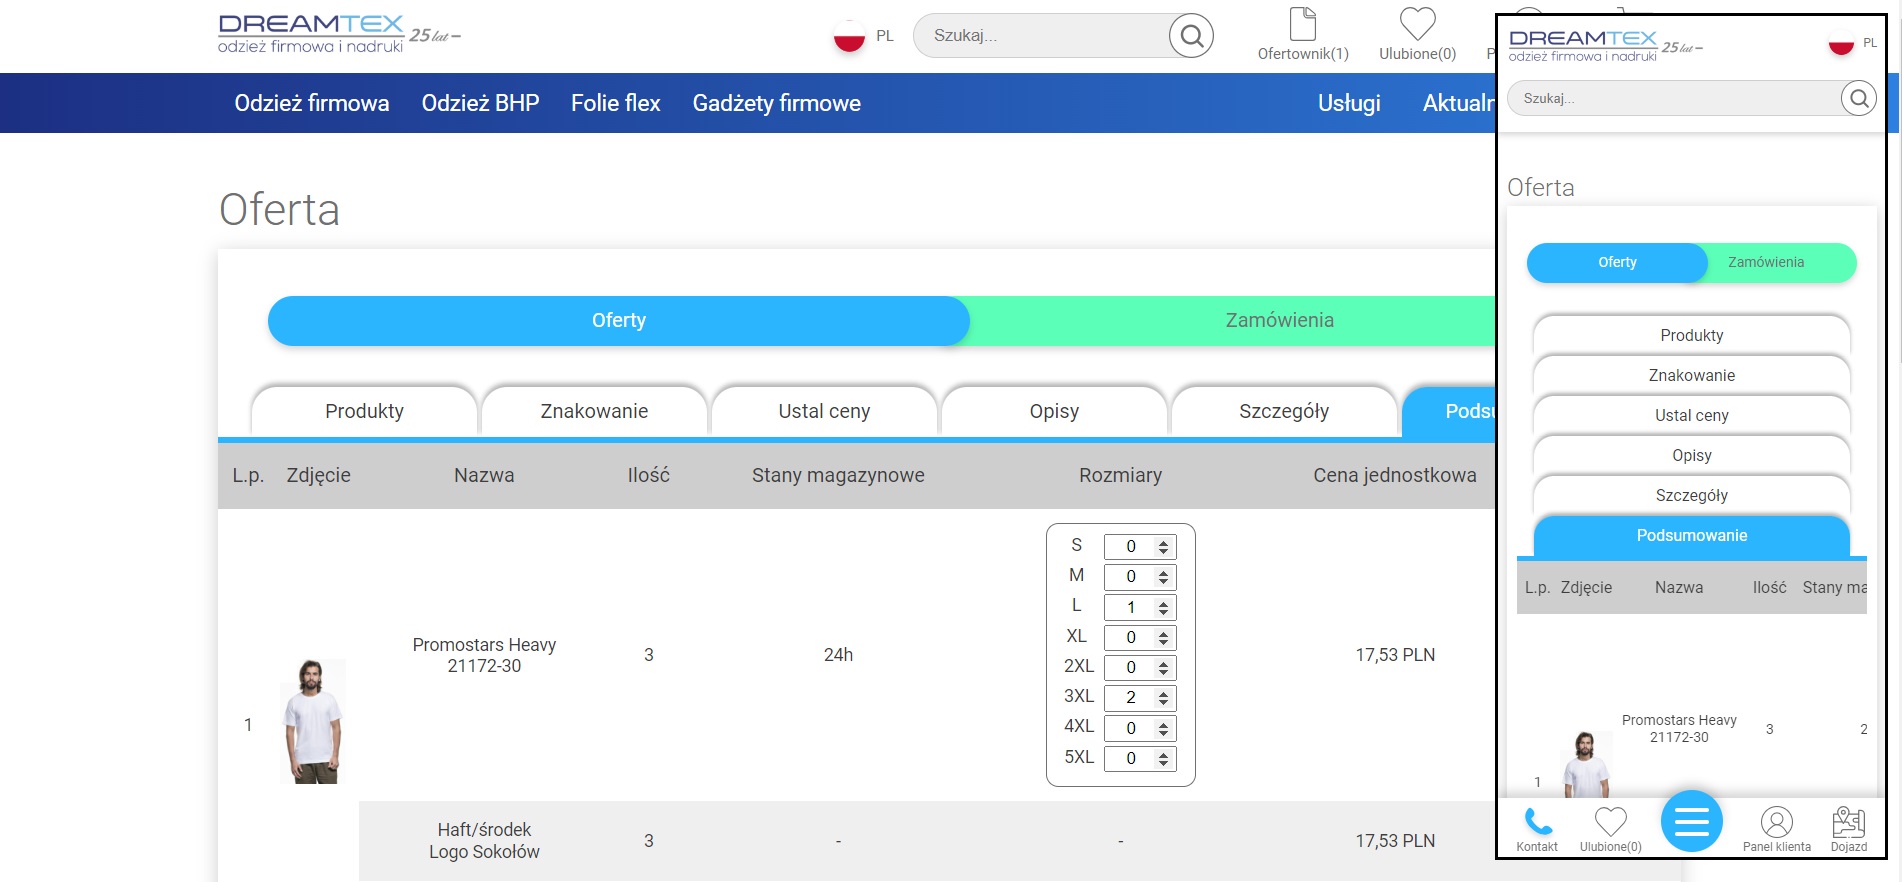 DREAMTEX 25 lat
odzież firmowa i nadruki
PL
Szukaj...
Ofertownik(1)
Ulubione(0)
Odzież firmowa
Odzież BHP
Folie flex
Gadżety firmowe
Usługi
Oferta
Oferty
Zamówienia
Produkty
Znakowanie
Ustal ceny
Opisy
Szczegóły
L.p. Zdjęcie Nazwa Ilość Stany magazynowe Rozmiary Cena jednostkowa
S 0
M 0
L 1
XL 0
2XL 0
3XL 2
4XL 0
5XL 0
1
Promostars Heavy
21172-30
3
24h
17,53 PLN
Haft/środek
Logo Sokołów
3
-
-
17,53 PLN
DREAMTEX 25 lat
odzież firmowa i nadruki
PL
Szukaj...
Oferta
Oferty
Zamówienia
Produkty
Znakowanie
Ustal ceny
Opisy
Szczegóły
Podsumowanie
L.p. Zdjęcie Nazwa Ilość Stany ma
Promostars Heavy
21172-30
3
2
1
Kontakt
Ulubione(0)
Panel klienta
Dojazd